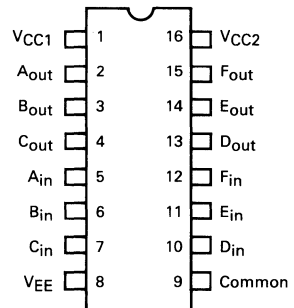 VCC1 1 16 VCC2
Aout 2 15 Fout
Bout 3 14 Eout
Cout 4 13 Dout
Ain 5 12 Fin
Bin 6 11 Ein
Cin 7 10 Din
VEE 8 9 Common